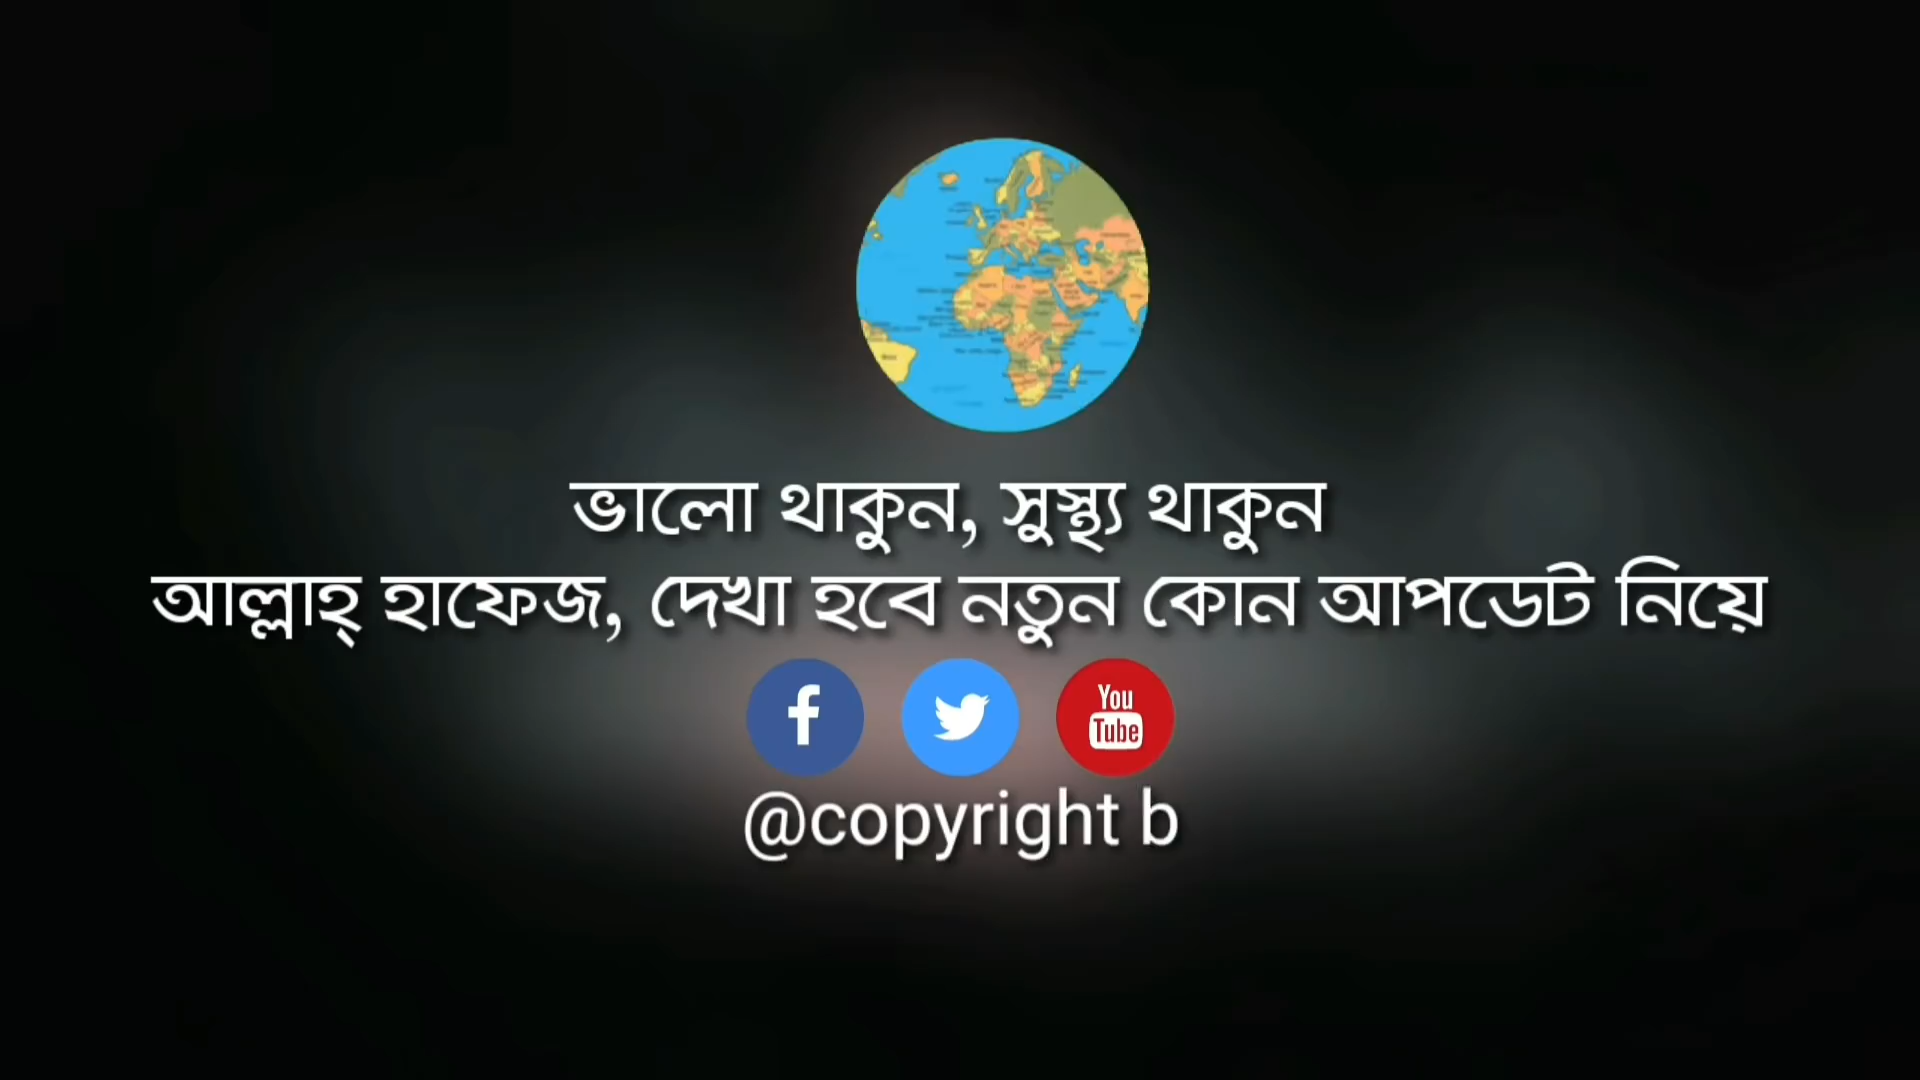 ভালো থাকুন, সুস্থ্য থাকুন
আল্লাহ্ হাফেজ, দেখা হবে নতুন কোন আপডেট নিয়ে
f
You
Tube
@copyright b